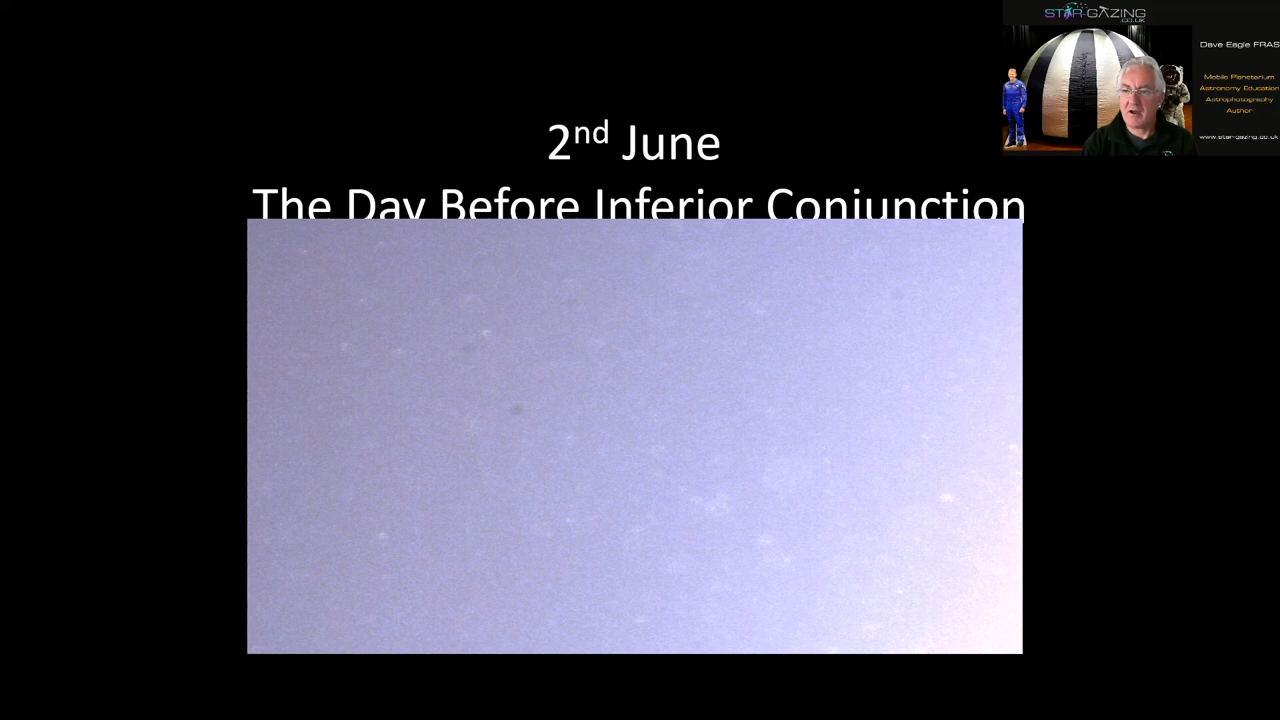 STAR-GAZING
.CO.UK
Dave Eagle FRAS
Mobile Planetarium
Astronomy Education
Astrophotography
Author
www.star-gazing.co.uk
2nd June
The Day Before Inferior Conjunction